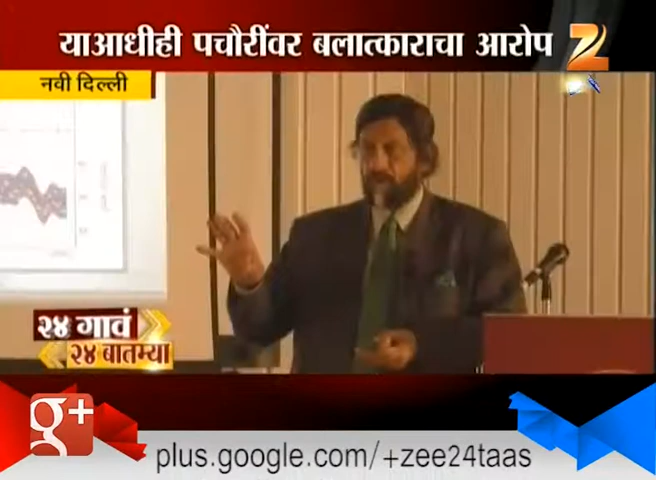 याआधीही पचौरींवर बलात्काराचा आरोप
नवी दिल्ली
२४ गावं
२४ बातम्या
g+
plus.google.com/+zee24taas